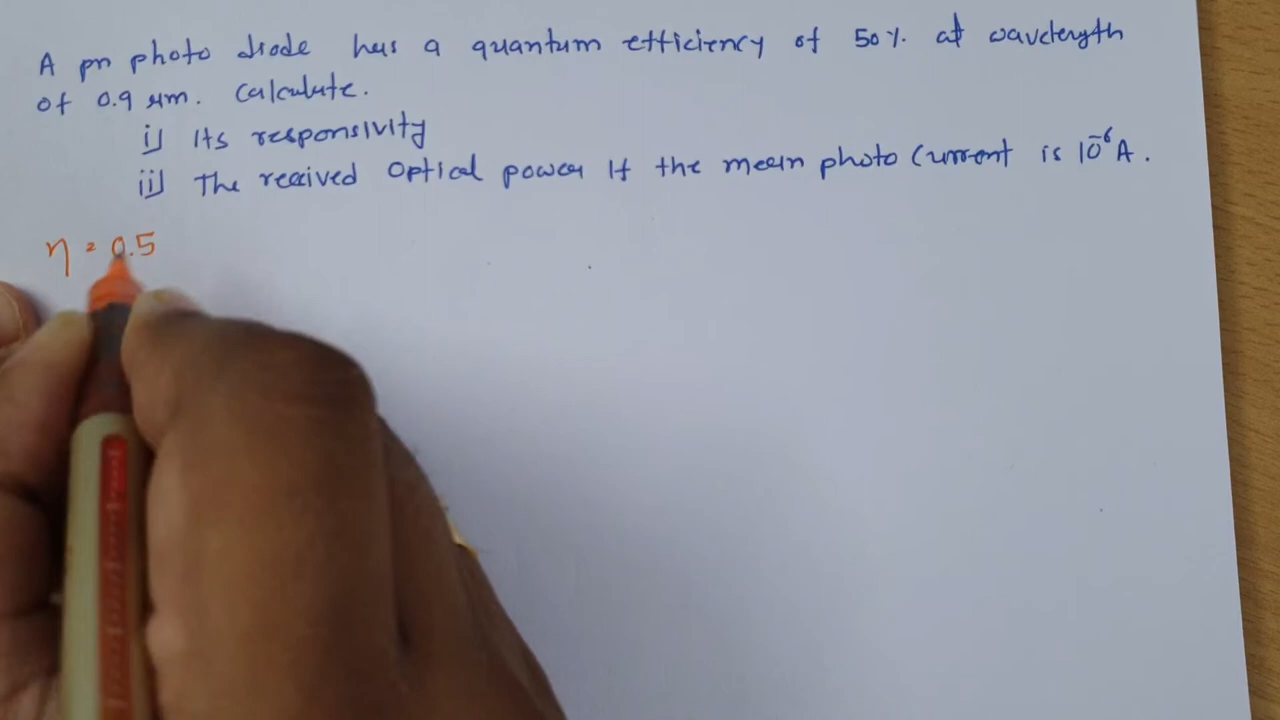 A pn photo diode has a quantum efficiency of 50% at wavelength
of 0.9 μm. Calculate.
i) Its responsivity
ii) The received Optical power If the mean photo Current is 10⁻⁶A.
η = 0.5